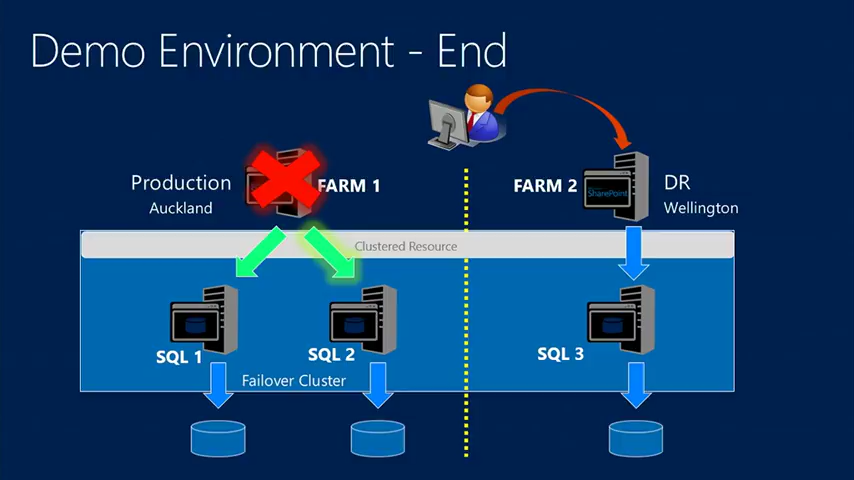 Demo Environment - End
Production
Auckland
FARM 1
FARM 2
SharePoint
DR
Wellington
Clustered Resource
SQL 1
SQL 2
SQL 3
Failover Cluster